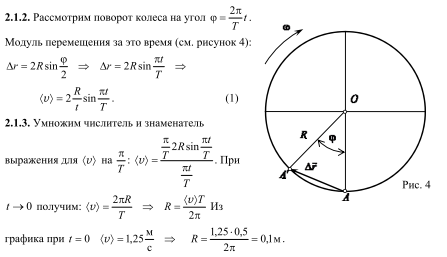 2.1.2. Рассмотрим поворот колеса на угол φ = 2π/T t.
Модуль перемещения за это время (см. рисунок 4):
Δr = 2R sin φ/2 ⇒ Δr = 2R sin πt/T ⇒
⟨υ⟩ = 2 R/t sin πt/T . (1)
2.1.3. Умножим числитель и знаменатель
выражения для ⟨υ⟩ на π/T : ⟨υ⟩ = (π/T 2R sin πt/T)/(πt/T) . При
t → 0 получим: ⟨υ⟩ = 2πR/T ⇒ R = ⟨υ⟩T/2π Из
графика при t = 0 ⟨υ⟩ = 1,25 м/с ⇒ R = 1,25·0,5/2π = 0,1м .
ω
O
R
φ
A'
Δr⃗
A
Рис. 4